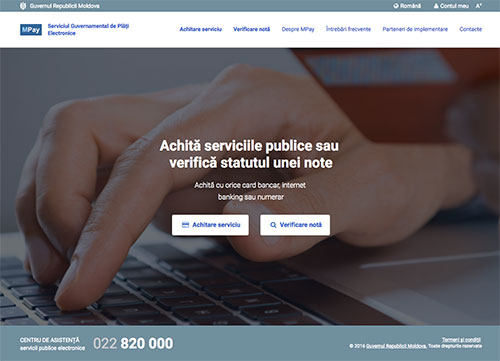 Guvernul Republicii Moldova
Română Contul meu A+
MPay Serviciul Guvernamental de Plăți
Electronice
Achitare serviciu Verificare notă Despre MPay Întrebări frecvente Parteneri de implementare Contacte
Achită serviciile publice sau
verifică statutul unei note
Achită cu orice card bancar, internet
banking sau numerar
Achitare serviciu Verificare notă
CENTRU DE ASISTENȚĂ
servicii publice electronice
022 820 000
Termeni și condiții
© 2016 Guvernul Republicii Moldova. Toate drepturile rezervate